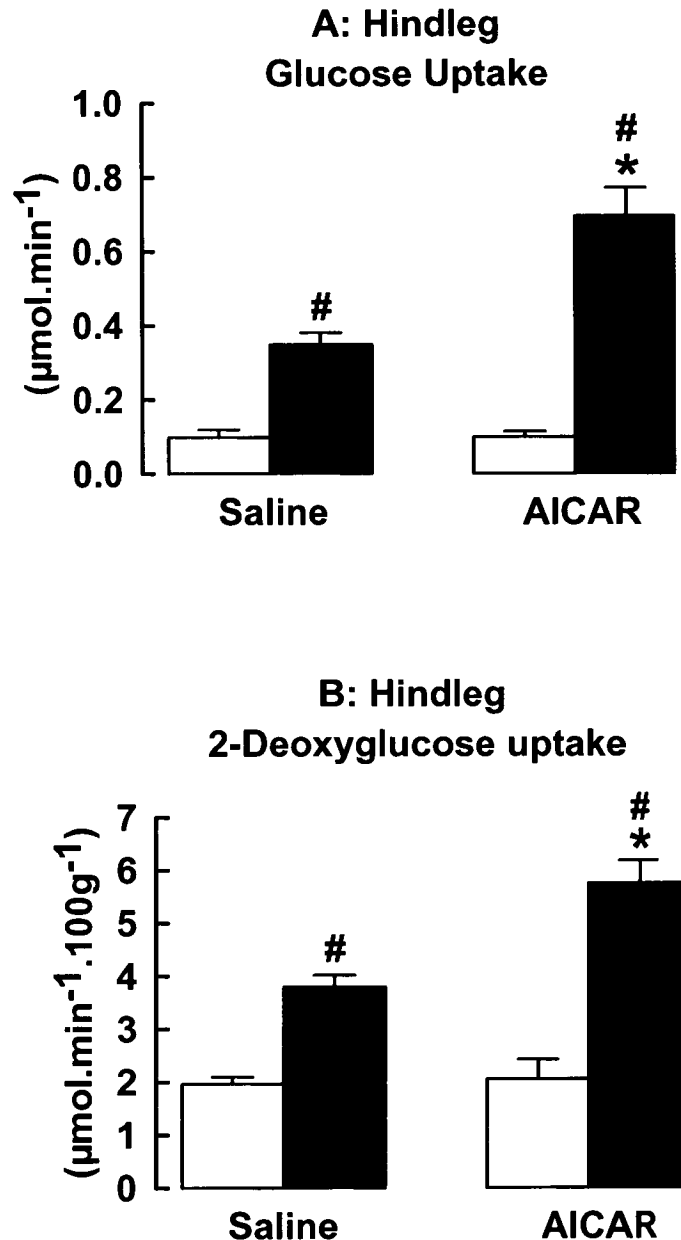 A: Hindleg
Glucose Uptake
(µmol.min⁻¹)
1.0
0.8
0.6
0.4
0.2
0.0
#
#
*
Saline
AICAR
B: Hindleg
2-Deoxyglucose uptake
(µmol.min⁻¹.100g⁻¹)
7
6
5
4
3
2
1
0
#
#
*
Saline
AICAR